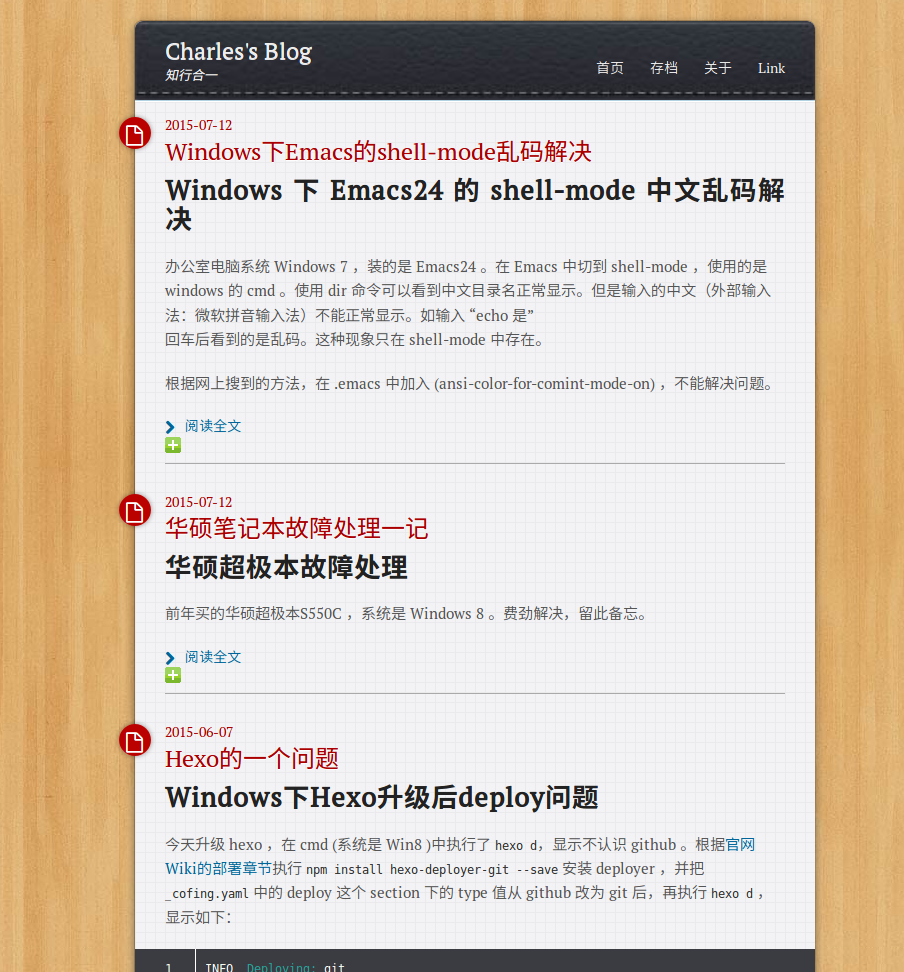 Charles's Blog
知行合一
首页 存档 关于 Link
2015-07-12
Windows下Emacs的shell-mode乱码解决
Windows 下 Emacs24 的 shell-mode 中文乱码解
决
办公室电脑系统 Windows 7 ，装的是 Emacs24 。在 Emacs 中切到 shell-mode ，使用的是
windows 的 cmd 。使用 dir 命令可以看到中文目录名正常显示。但是输入的中文（外部输入
法：微软拼音输入法）不能正常显示。如输入 “echo 是”
回车后看到的是乱码。这种现象只在 shell-mode 中存在。
根据网上搜到的方法，在 .emacs 中加入 (ansi-color-for-comint-mode-on) ，不能解决问题。
阅读全文
2015-07-12
华硕笔记本故障处理一记
华硕超极本故障处理
前年买的华硕超极本S550C ，系统是 Windows 8 。费劲解决，留此备忘。
阅读全文
2015-06-07
Hexo的一个问题
Windows下Hexo升级后deploy问题
今天升级 hexo ，在 cmd (系统是 Win8 )中执行了 hexo d，显示不认识 github 。根据官网
Wiki的部署章节执行 npm install hexo-deployer-git --save 安装 deployer ，并把
_cofing.yaml 中的 deploy 这个 section 下的 type 值从 github 改为 git 后，再执行 hexo d ，
显示如下：
1 INFO Deploying: git